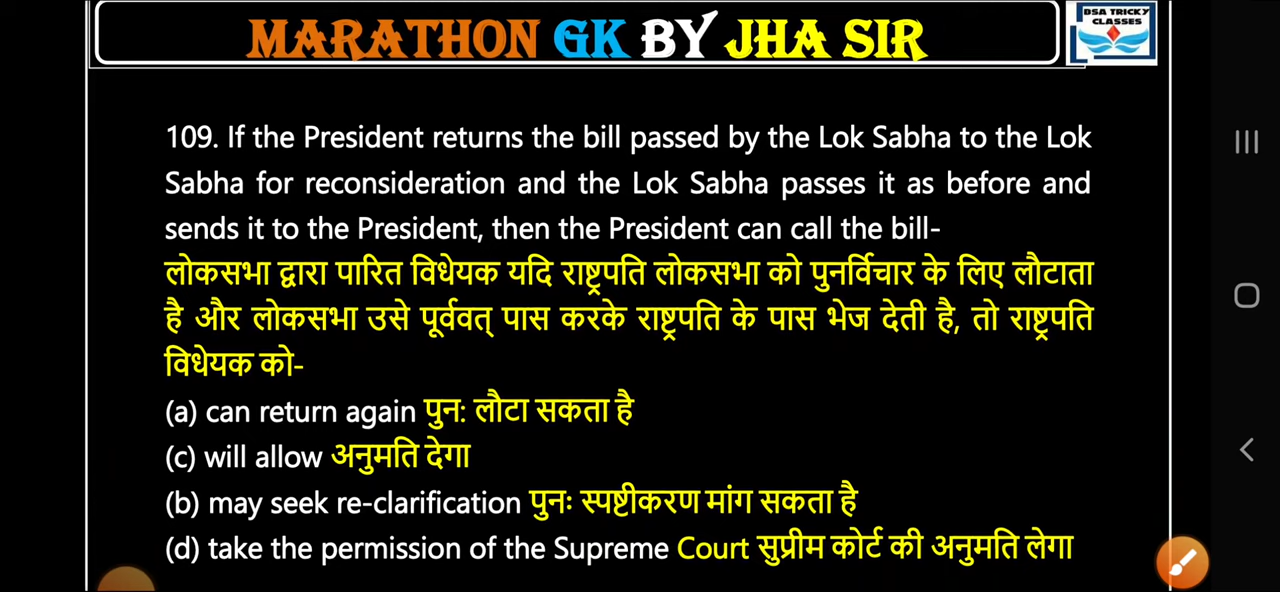 MARATHON GK BY JHA SIR
DSA TRICKY
CLASSES
109. If the President returns the bill passed by the Lok Sabha to the Lok
Sabha for reconsideration and the Lok Sabha passes it as before and
sends it to the President, then the President can call the bill-
लोकसभा द्वारा पारित विधेयक यदि राष्ट्रपति लोकसभा को पुनर्विचार के लिए लौटाता
है और लोकसभा उसे पूर्ववत् पास करके राष्ट्रपति के पास भेज देती है, तो राष्ट्रपति
विधेयक को-
(a) can return again पुन: लौटा सकता है
(c) will allow अनुमति देगा
(b) may seek re-clarification पुनः स्पष्टीकरण मांग सकता है
(d) take the permission of the Supreme Court सुप्रीम कोर्ट की अनुमति लेगा